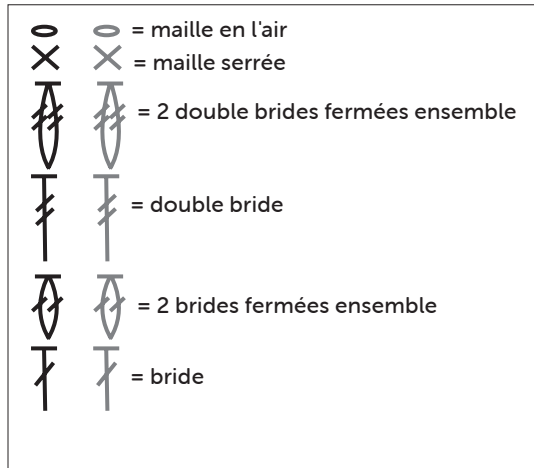 = maille en l'air
= maille serrée
= 2 double brides fermées ensemble
= double bride
= 2 brides fermées ensemble
= bride